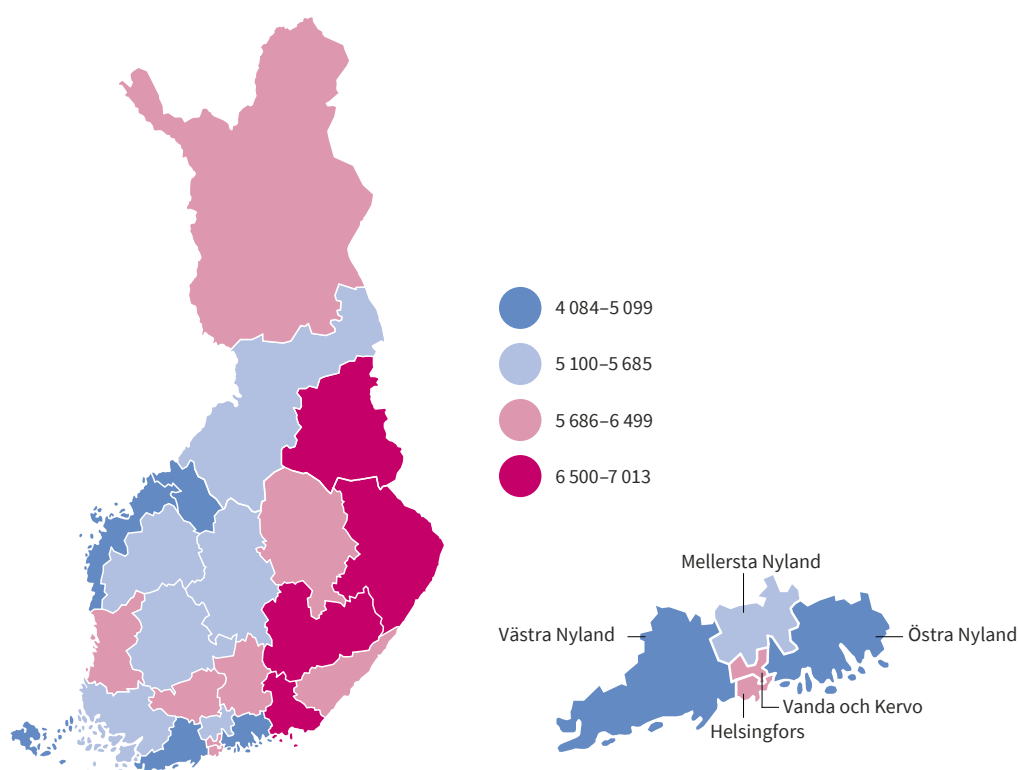 4 084–5 099
5 100–5 685
5 686–6 499
6 500–7 013
Mellersta Nyland
Västra Nyland
Östra Nyland
Vanda och Kervo
Helsingfors